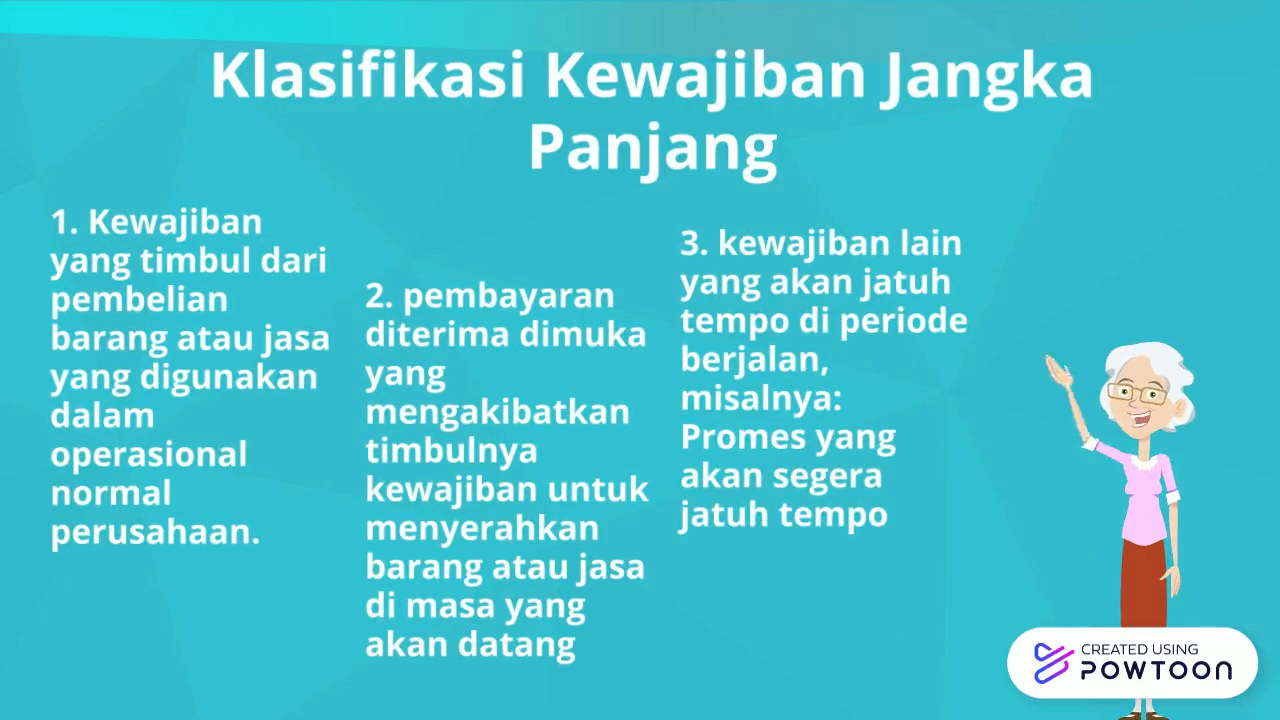 Klasifikasi Kewajiban Jangka
Panjang
1. Kewajiban
yang timbul dari
pembelian
barang atau jasa
yang digunakan
dalam
operasional
normal
perusahaan.
2. pembayaran
diterima dimuka
yang
mengakibatkan
timbulnya
kewajiban untuk
menyerahkan
barang atau jasa
di masa yang
akan datang
3. kewajiban lain
yang akan jatuh
tempo di periode
berjalan,
misalnya:
Promes yang
akan segera
jatuh tempo
CREATED USING
POWTOON